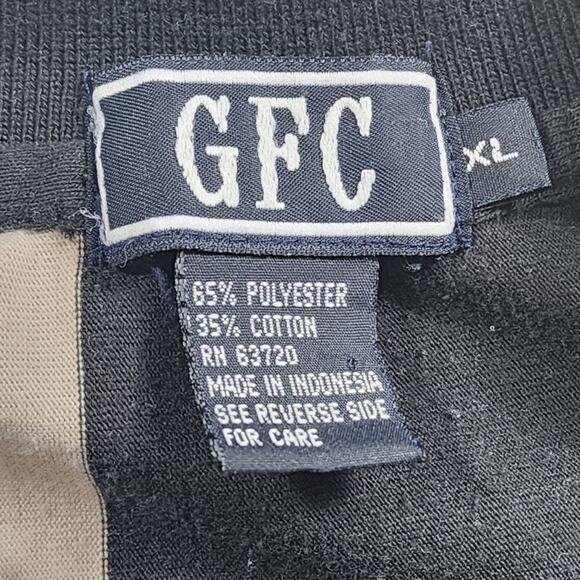 GFC
XL
65% POLYESTER
35% COTTON
RN 63720
MADE IN INDONESIA
SEE REVERSE SIDE
FOR CARE